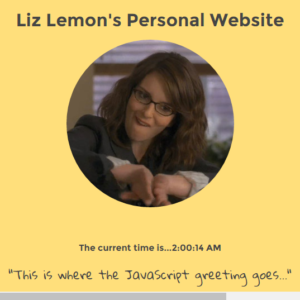 Liz Lemon's Personal Website
The current time is...2:00:14 AM
"This is where the JavaScript greeting goes..."